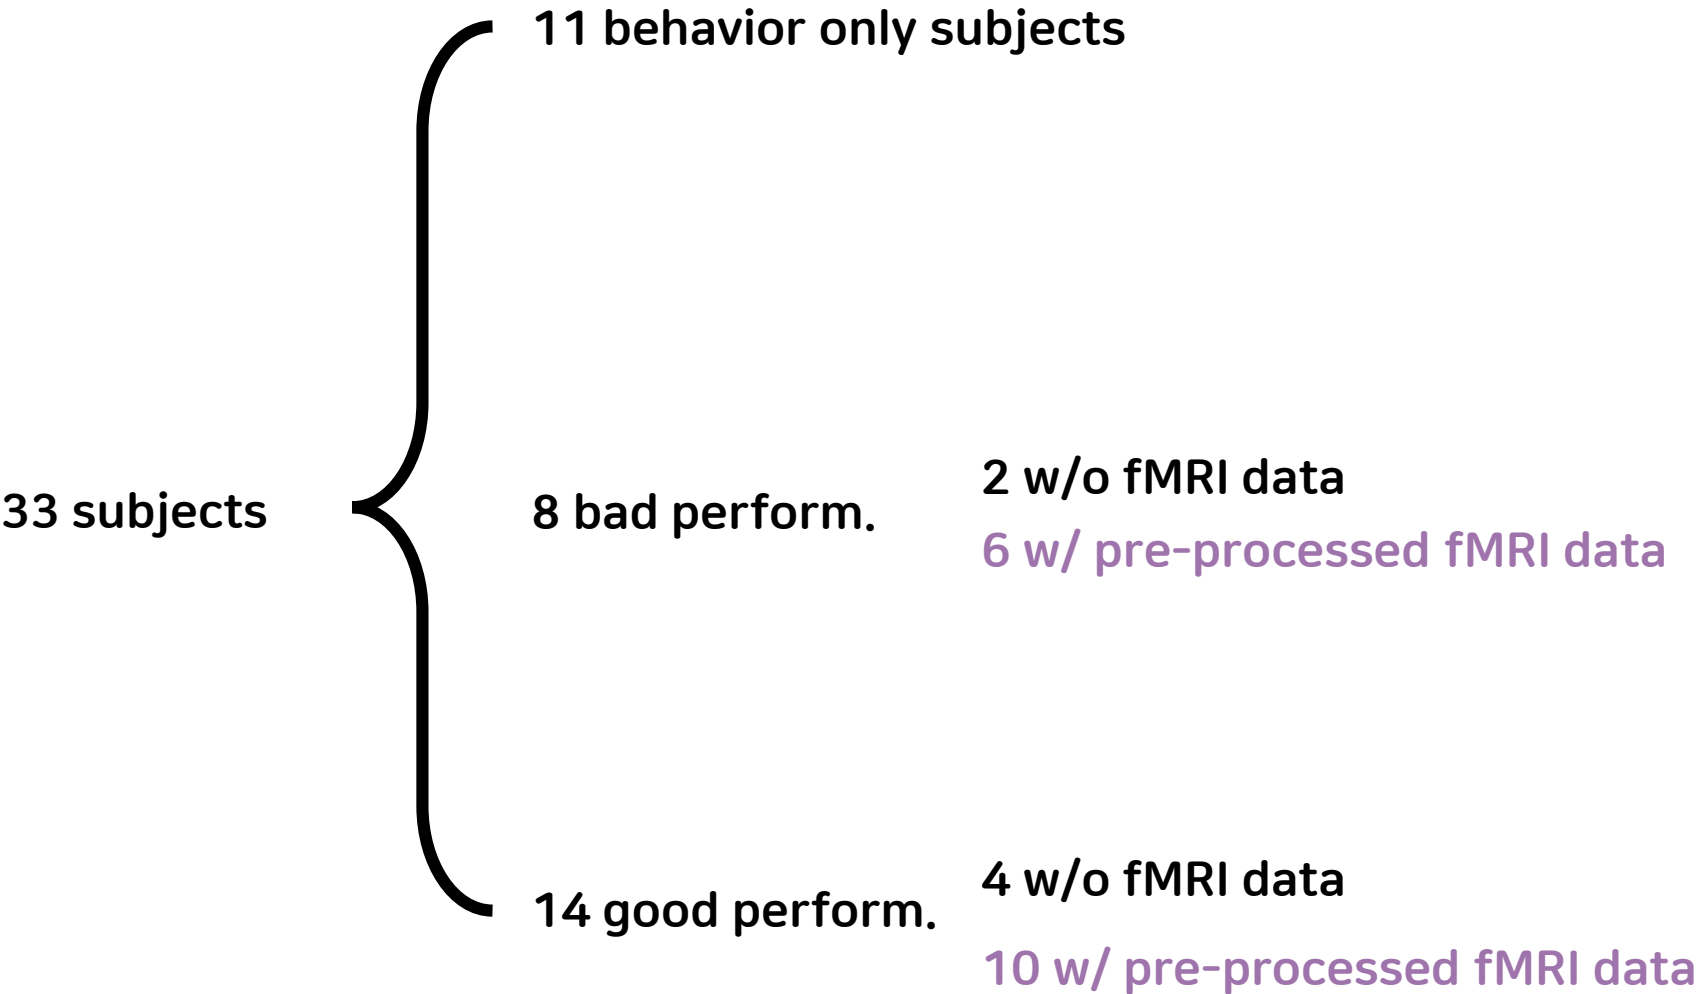 11 behavior only subjects
33 subjects
8 bad perform.
2 w/o fMRI data
6 w/ pre-processed fMRI data
14 good perform.
4 w/o fMRI data
10 w/ pre-processed fMRI data